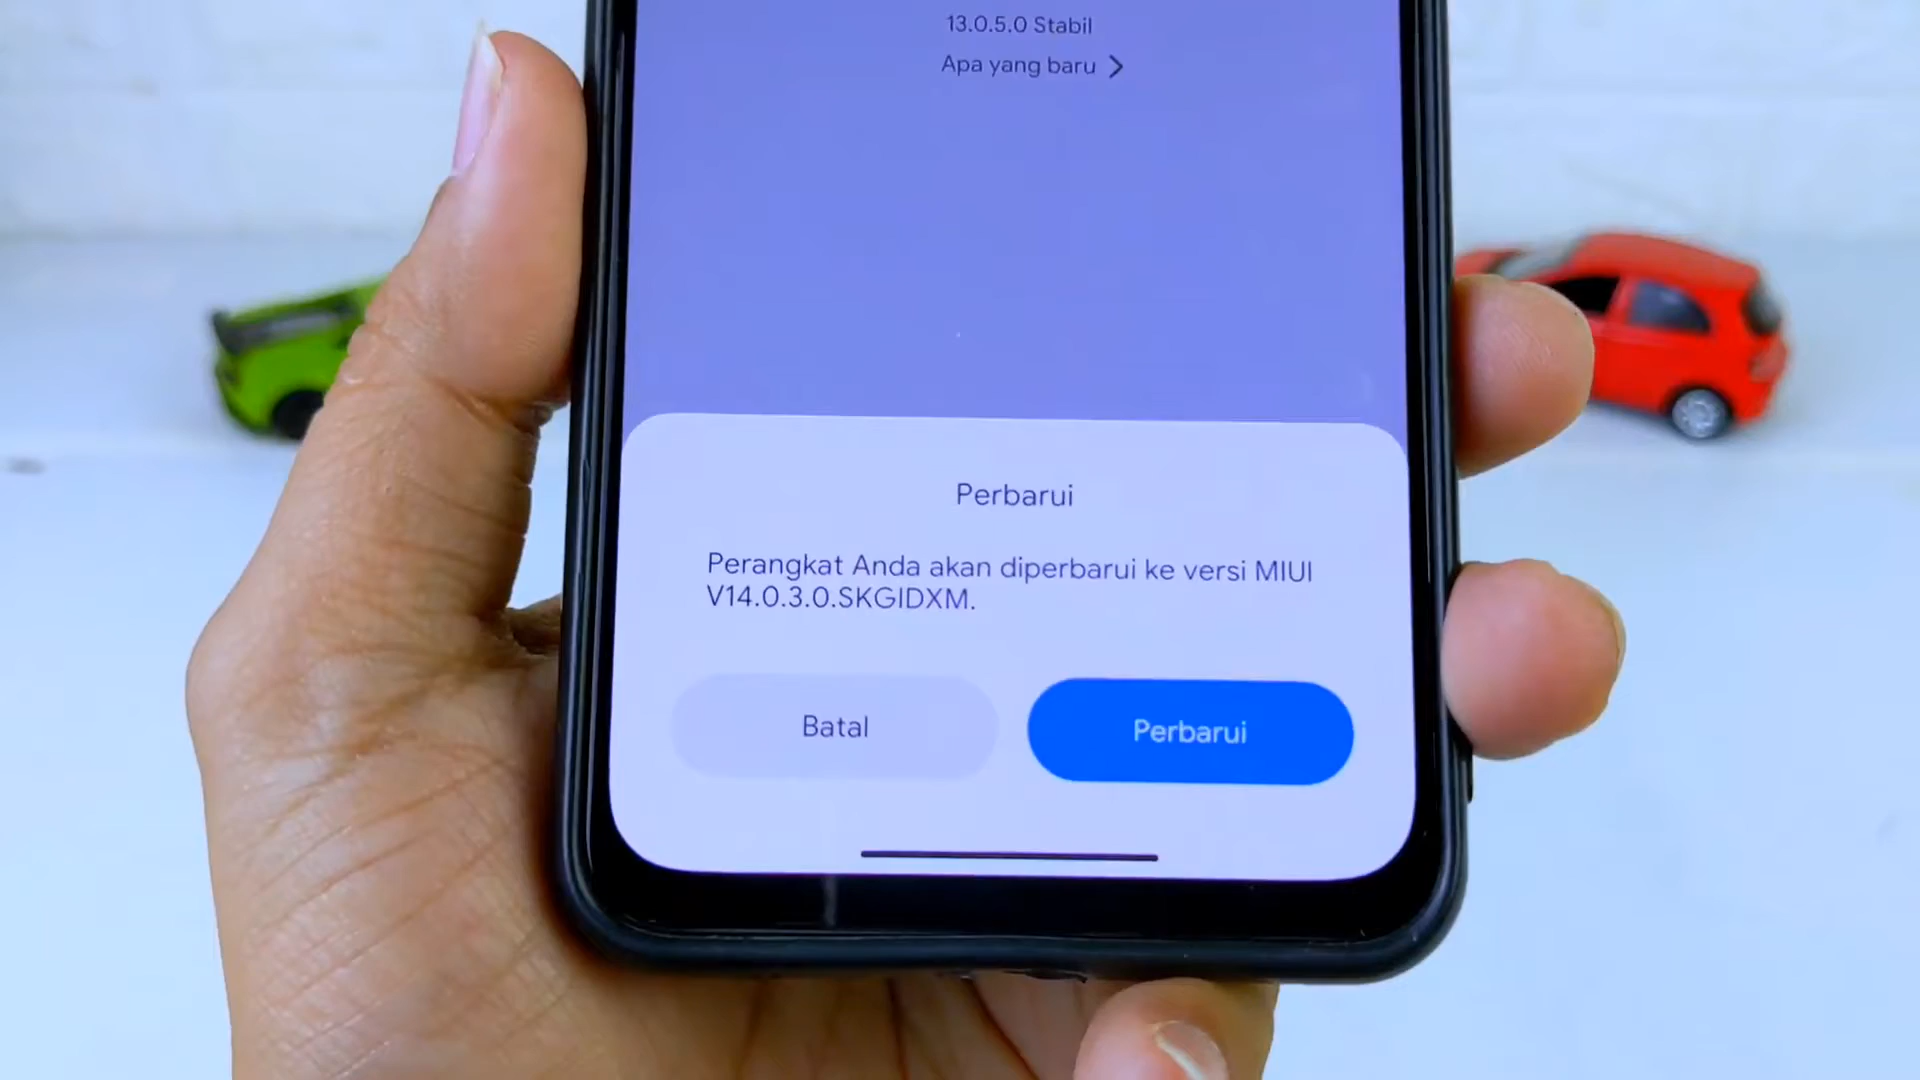 13.0.5.0 Stabil
Apa yang baru
Perbarui
Perangkat Anda akan diperbarui ke versi MIUI
V14.0.3.0.SKGIDXM.
Batal
Perbarui